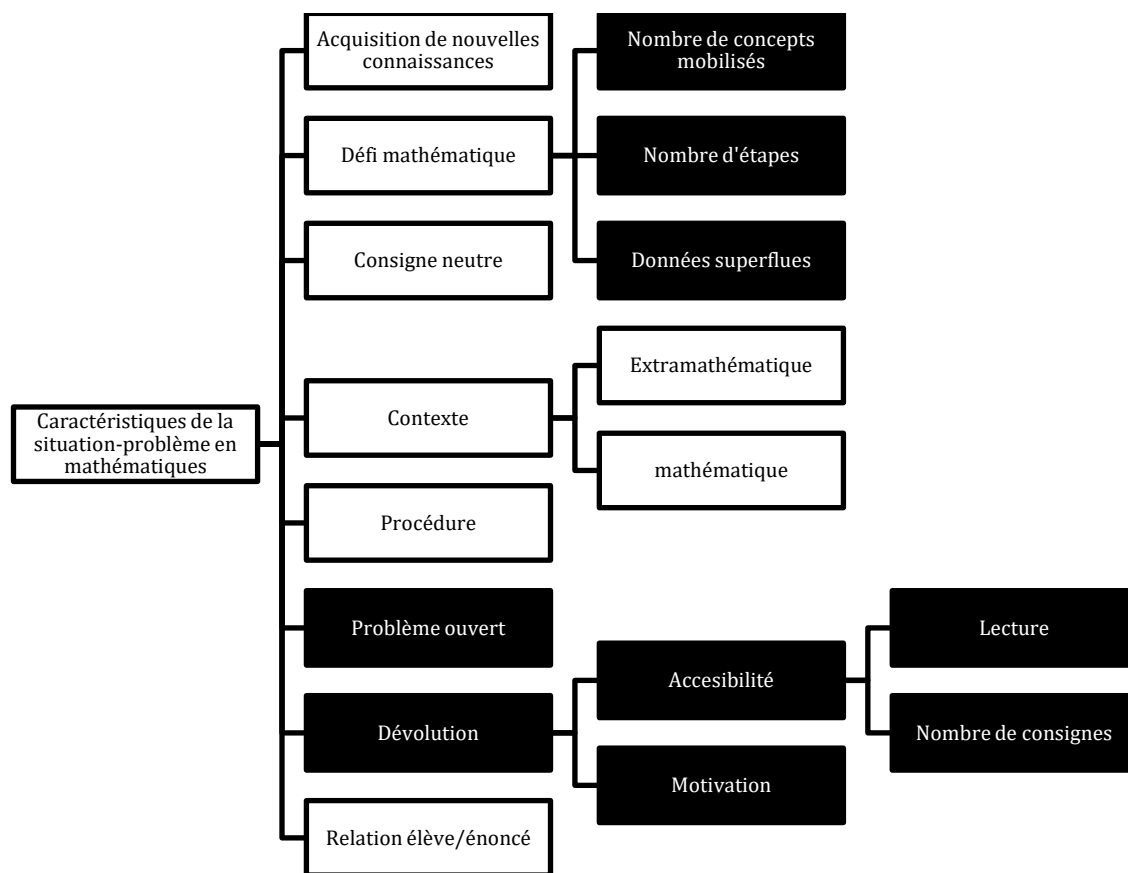 Acquisition de nouvelles
connaissances
Nombre de concepts
mobilisés
Défi mathématique
Nombre d'étapes
Consigne neutre
Données superflues
Extramathématique
Contexte
Caractéristiques de la
situation-problème en
mathématiques
mathématique
Procédure
Problème ouvert
Lecture
Accesibilité
Dévolution
Nombre de consignes
Motivation
Relation élève/énoncé